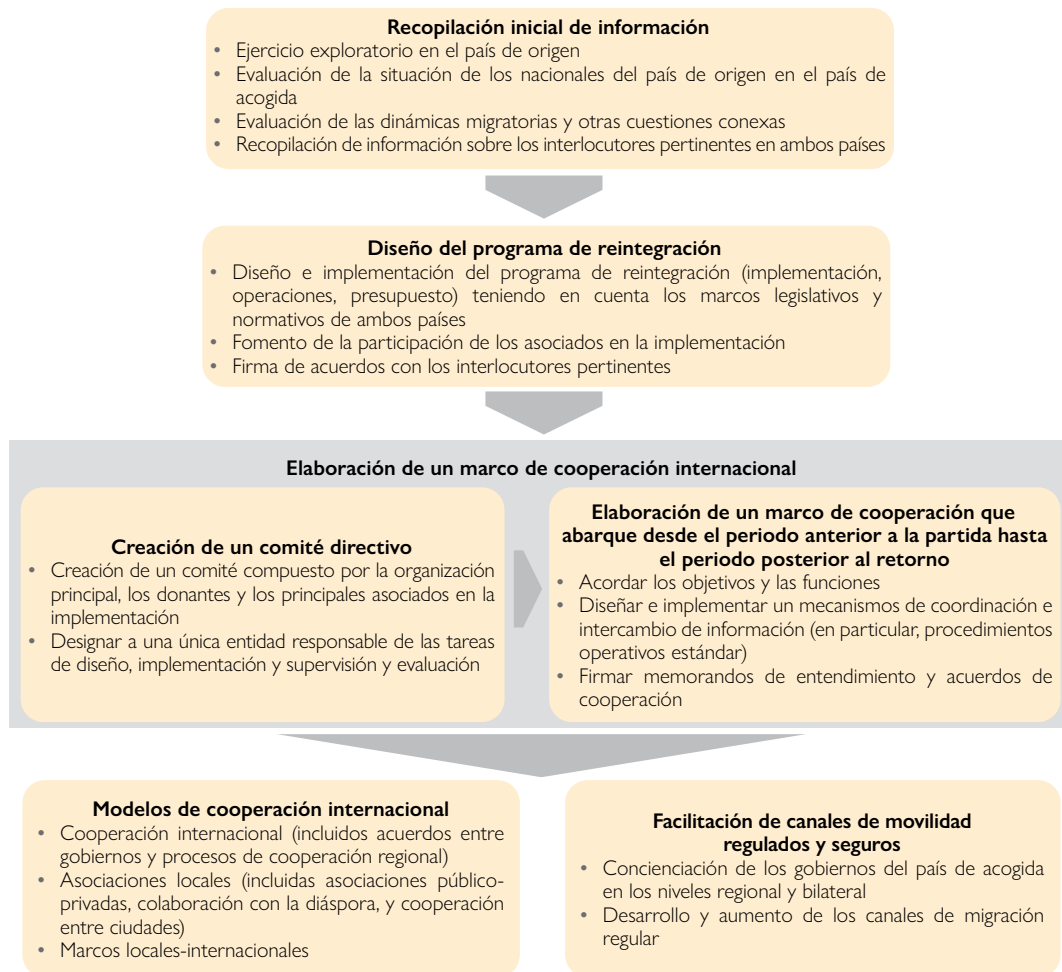 Recopilación inicial de información
• Ejercicio exploratorio en el país de origen
• Evaluación de la situación de los nacionales del país de origen en el país de
acogida
• Evaluación de las dinámicas migratorias y otras cuestiones conexas
• Recopilación de información sobre los interlocutores pertinentes en ambos países
Diseño del programa de reintegración
• Diseño e implementación del programa de reintegración (implementación,
operaciones, presupuesto) teniendo en cuenta los marcos legislativos y
normativos de ambos países
• Fomento de la participación de los asociados en la implementación
• Firma de acuerdos con los interlocutores pertinentes
Elaboración de un marco de cooperación internacional
Creación de un comité directivo
• Creación de un comité compuesto por la organización
principal, los donantes y los principales asociados en la
implementación
• Designar a una única entidad responsable de las tareas
de diseño, implementación y supervisión y evaluación
Elaboración de un marco de cooperación que
abarque desde el periodo anterior a la partida hasta
el periodo posterior al retorno
• Acordar los objetivos y las funciones
• Diseñar e implementar un mecanismos de coordinación e
intercambio de información (en particular, procedimientos
operativos estándar)
• Firmar memorandos de entendimiento y acuerdos de
cooperación
Modelos de cooperación internacional
• Cooperación internacional (incluidos acuerdos entre
gobiernos y procesos de cooperación regional)
• Asociaciones locales (incluidas asociaciones público-
privadas, colaboración con la diáspora, y cooperación
entre ciudades)
• Marcos locales-internacionales
Facilitación de canales de movilidad
regulados y seguros
• Concienciación de los gobiernos del país de acogida
en los niveles regional y bilateral
• Desarrollo y aumento de los canales de migración
regular